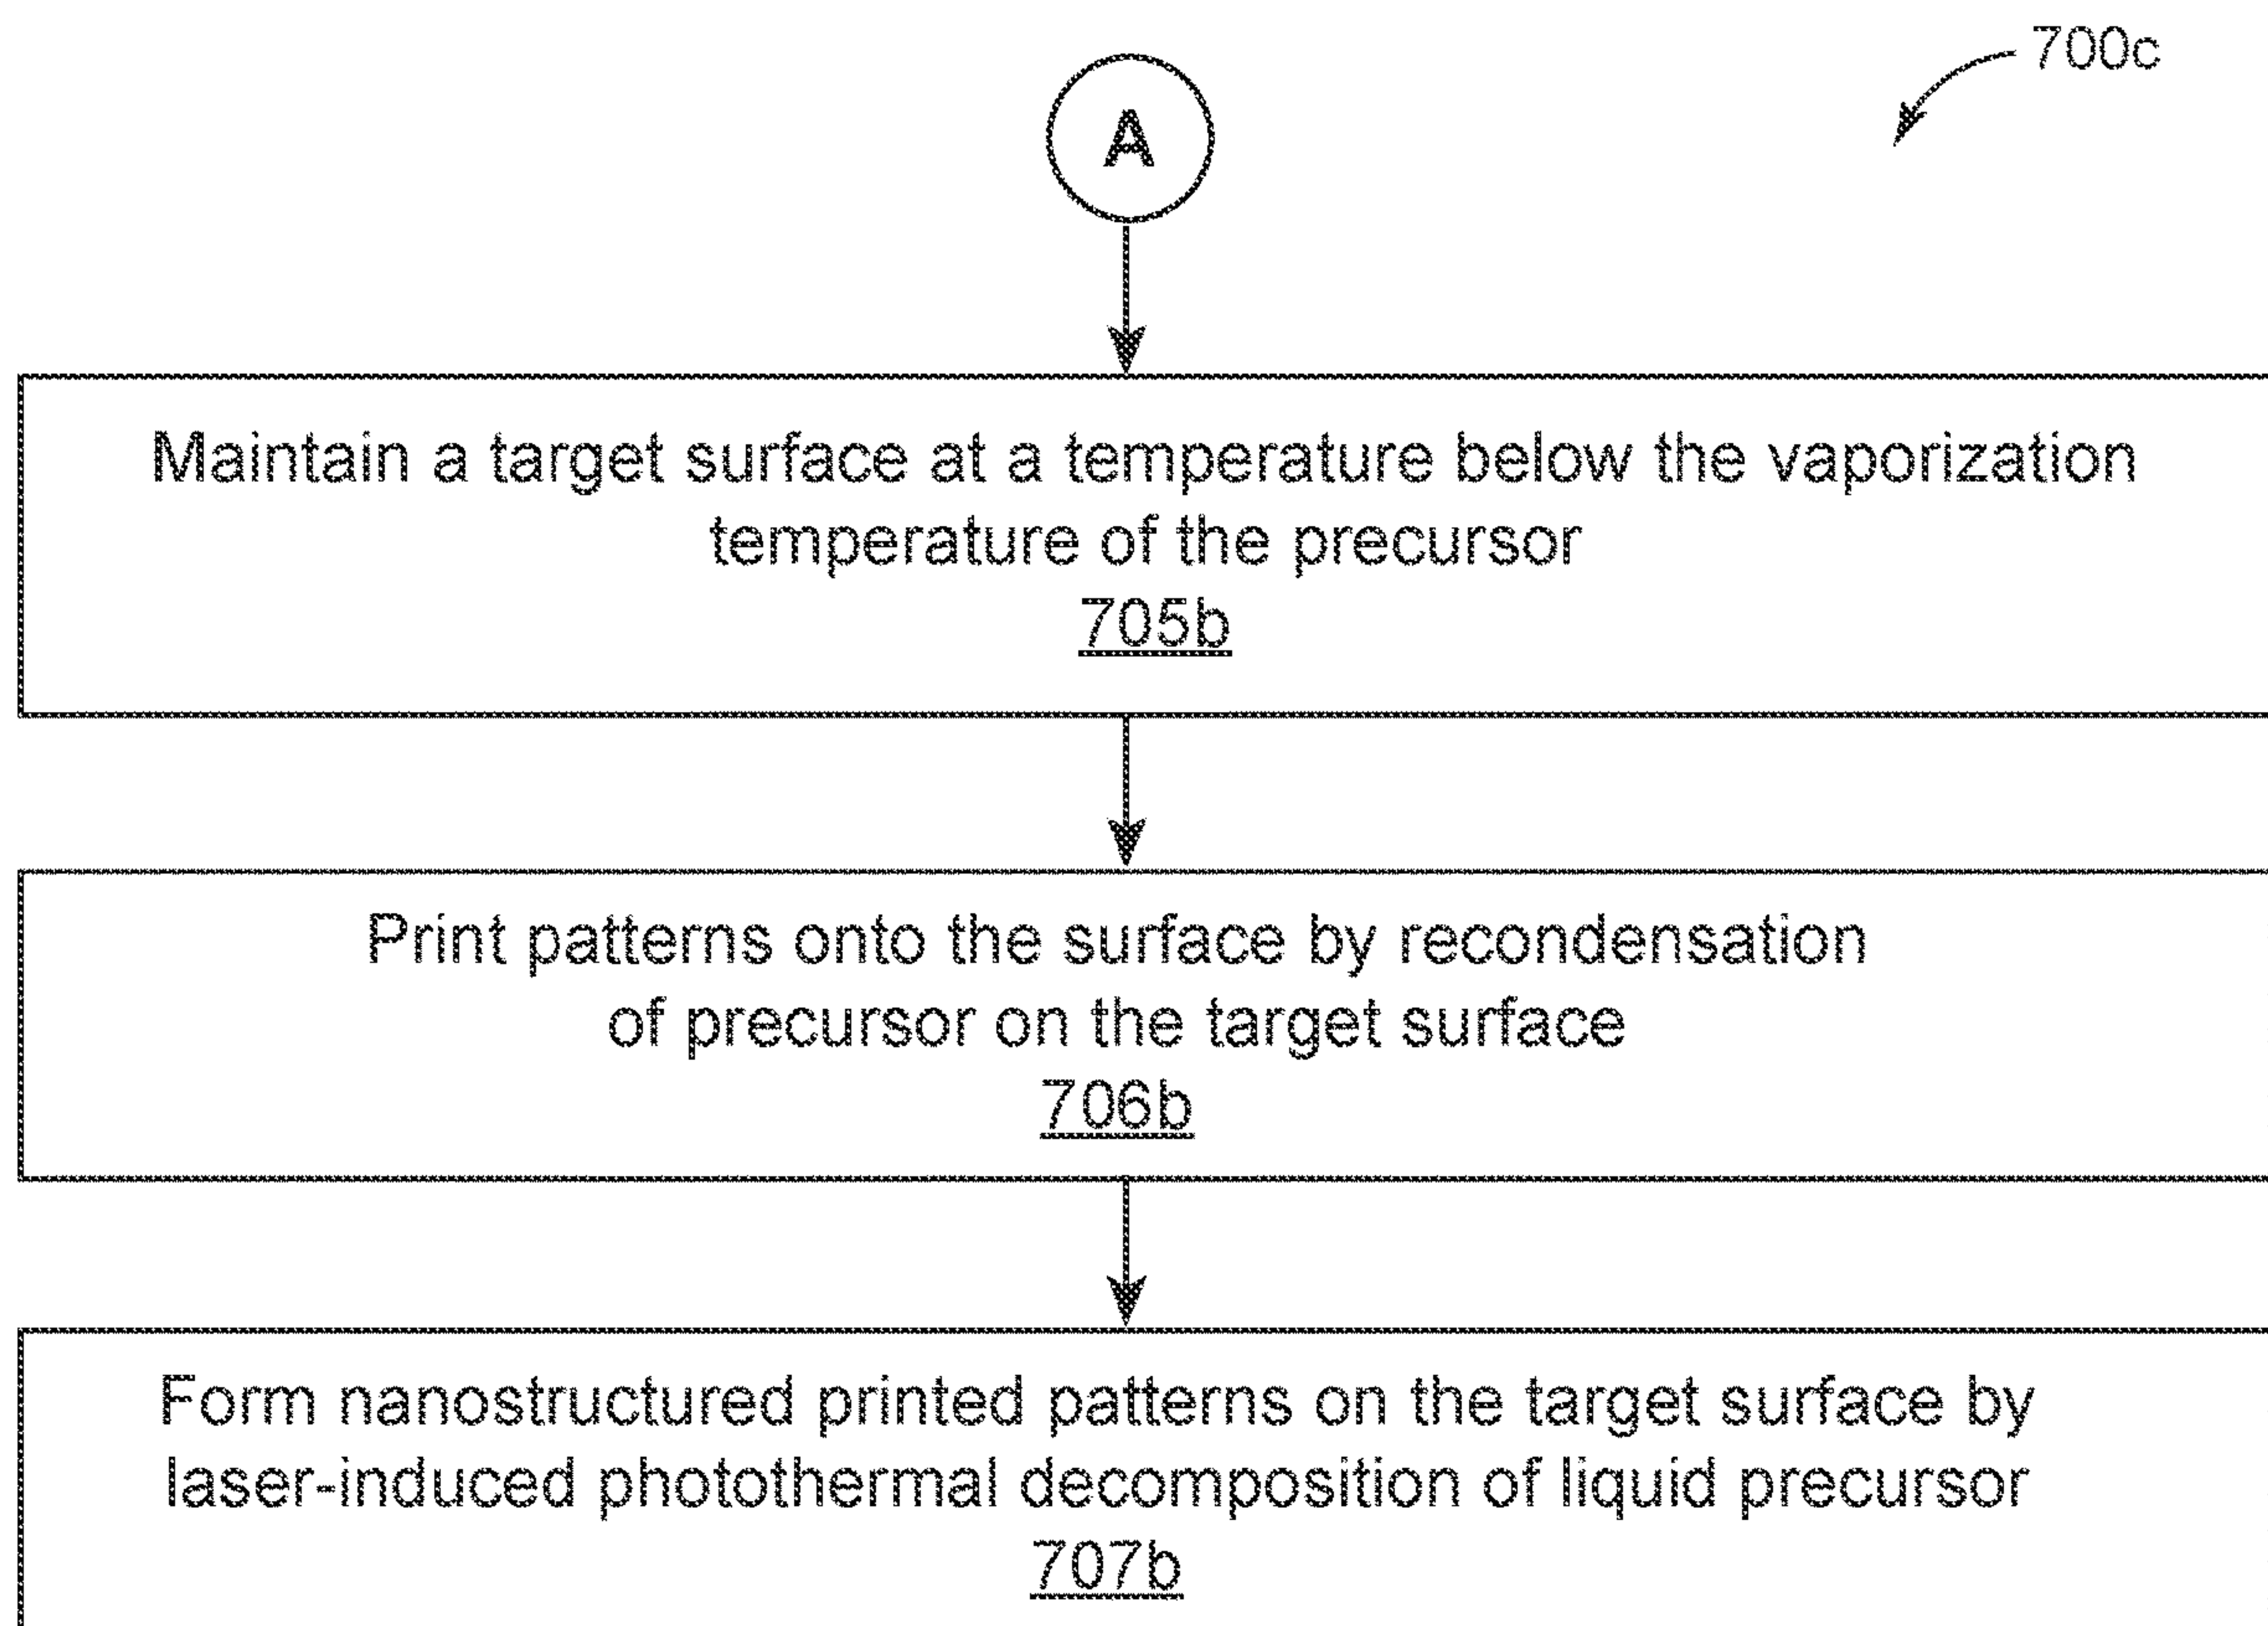 700c
A
Maintain a target surface at a temperature below the vaporization
temperature of the precursor
705b
Print patterns onto the surface by recondensation
of precursor on the target surface
706b
Form nanostructured printed patterns on the target surface by
laser-induced photothermal decomposition of liquid precursor
707b